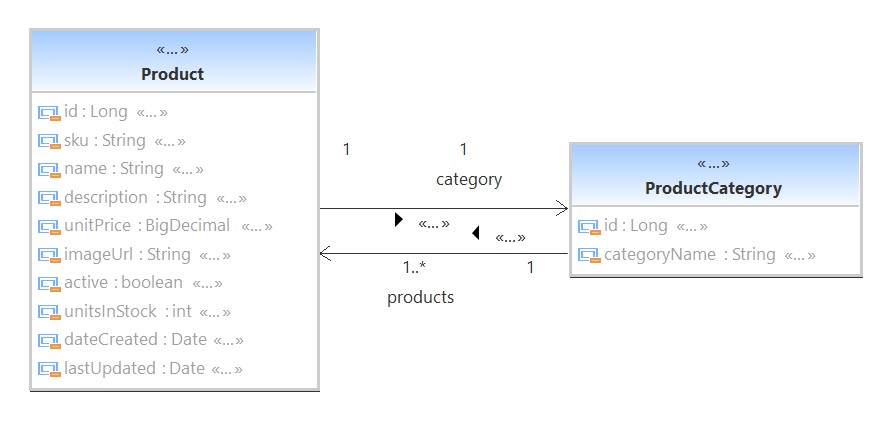 «...»
Product
id : Long «...»
sku : String «...»
name : String «...»
description : String «...»
unitPrice : BigDecimal «...»
imageUrl : String «...»
active : boolean «...»
unitsInStock : int «...»
dateCreated : Date «...»
lastUpdated : Date «...»
1 1
category
«...»
«...»
1..* 1
products
«...»
ProductCategory
id : Long «...»
categoryName : String «...»